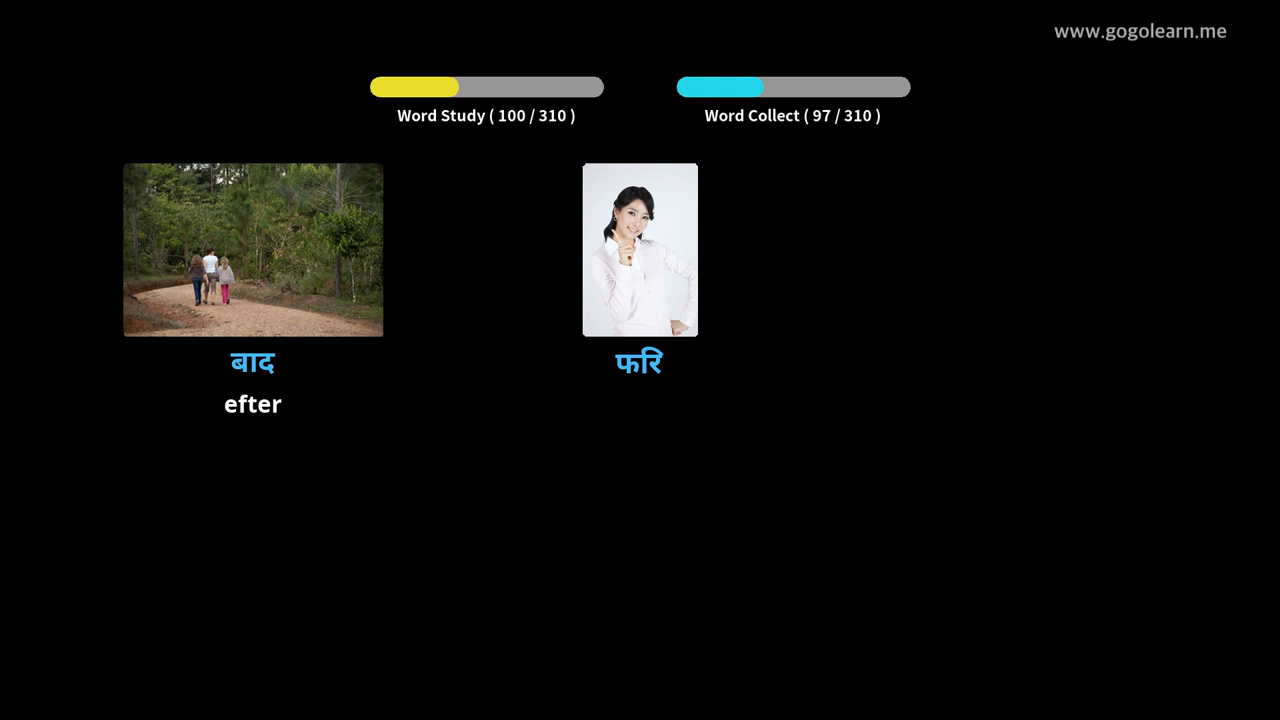 www.gogolearn.me
Word Study ( 100 / 310 )
Word Collect ( 97 / 310 )
बाद
फरि
efter